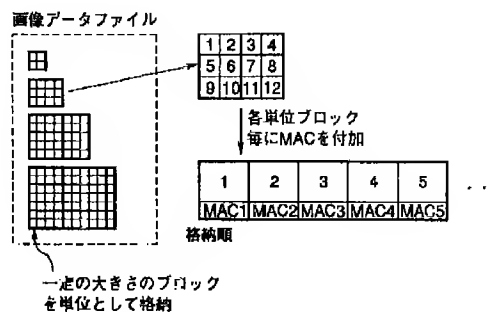 画像データファイル
1 2 3 4
5 6 7 8
9 10 11 12
各単位ブロック
毎にMACを付加
1 2 3 4 5
MAC1 MAC2 MAC3 MAC4 MAC5
格納順
一定の大きさのブロック
を単位として格納